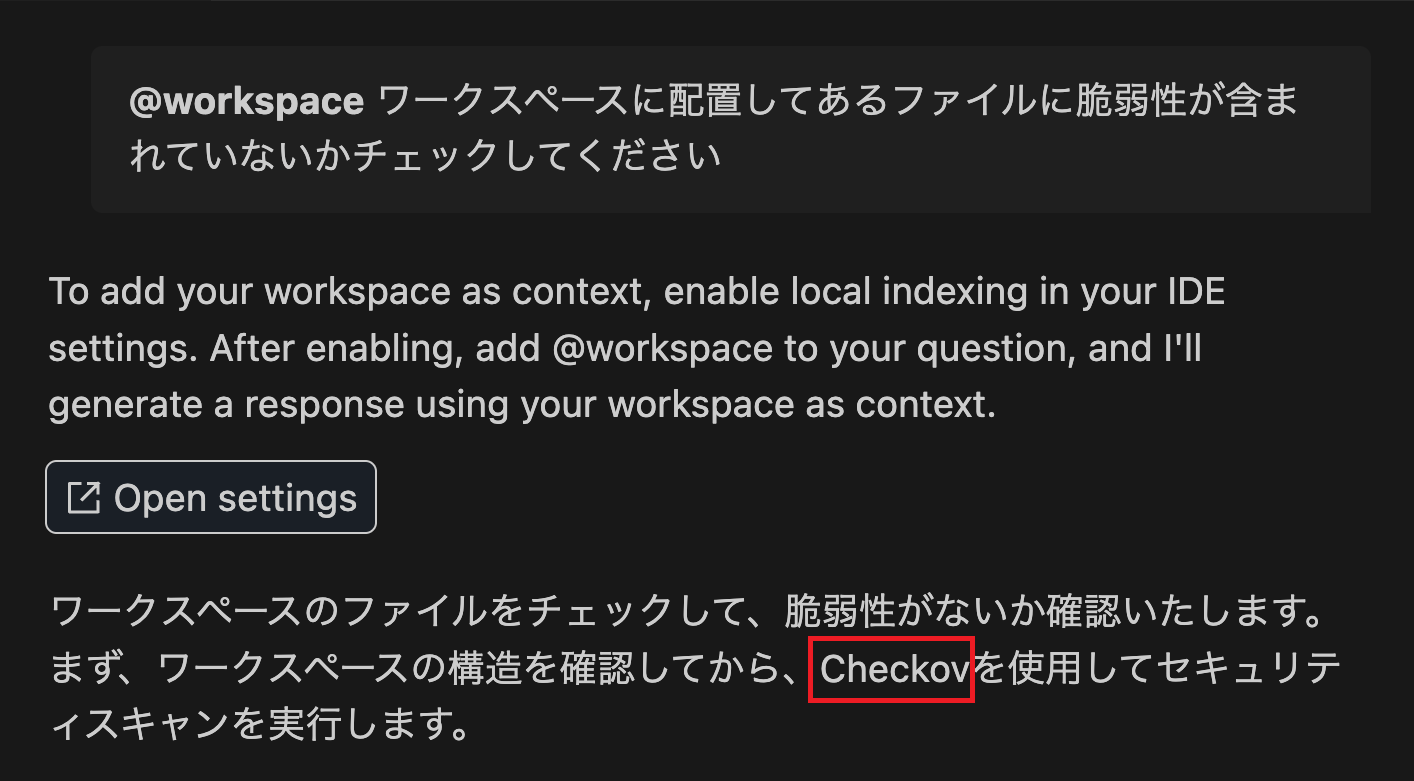 @workspace ワークスペースに配置してあるファイルに脆弱性が含ま
れていないかチェックしてください
To add your workspace as context, enable local indexing in your IDE
settings. After enabling, add @workspace to your question, and I'll
generate a response using your workspace as context.
Open settings
ワークスペースのファイルをチェックして、脆弱性がないか確認いたします。
まず、ワークスペースの構造を確認してから、Checkovを使用してセキュリテ
ィスキャンを実行します。